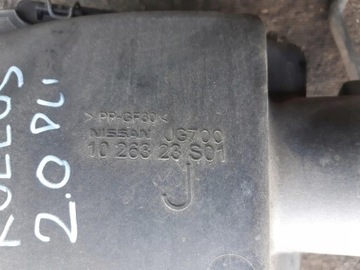 >PP-GF30<
NISSAN JG700
10 263 23 S01
KOLEOS
2.0 DCI